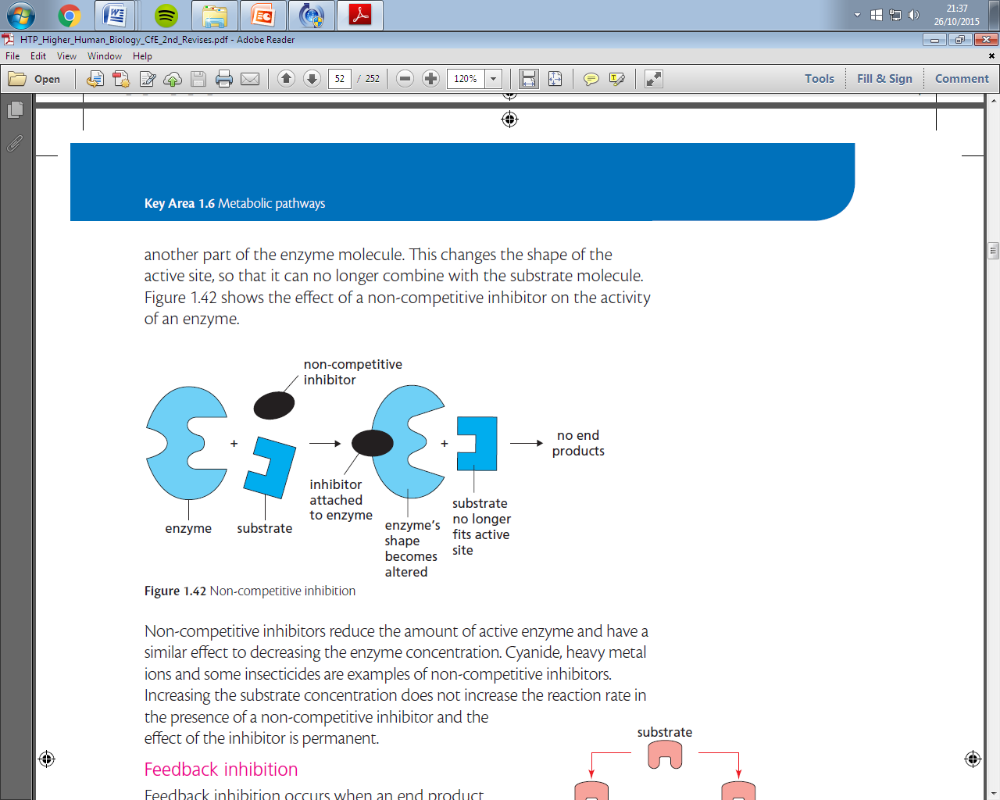 21:37
26/10/2015
HTP_Higher_Human_Biology_CfE_2nd_Revises.pdf - Adobe Reader
File Edit View Window Help
Open 52 / 252 120% Tools Fill & Sign Comment
Key Area 1.6 Metabolic pathways
another part of the enzyme molecule. This changes the shape of the
active site, so that it can no longer combine with the substrate molecule.
Figure 1.42 shows the effect of a non-competitive inhibitor on the activity
of an enzyme.
non-competitive
inhibitor
+
+
no end
products
enzyme
substrate
inhibitor
attached
to enzyme
enzyme's
shape
becomes
altered
substrate
no longer
fits active
site
Figure 1.42 Non-competitive inhibition
Non-competitive inhibitors reduce the amount of active enzyme and have a
similar effect to decreasing the enzyme concentration. Cyanide, heavy metal
ions and some insecticides are examples of non-competitive inhibitors.
Increasing the substrate concentration does not increase the reaction rate in
the presence of a non-competitive inhibitor and the
effect of the inhibitor is permanent.
substrate
Feedback inhibition
Feedback inhibition occurs when an end product